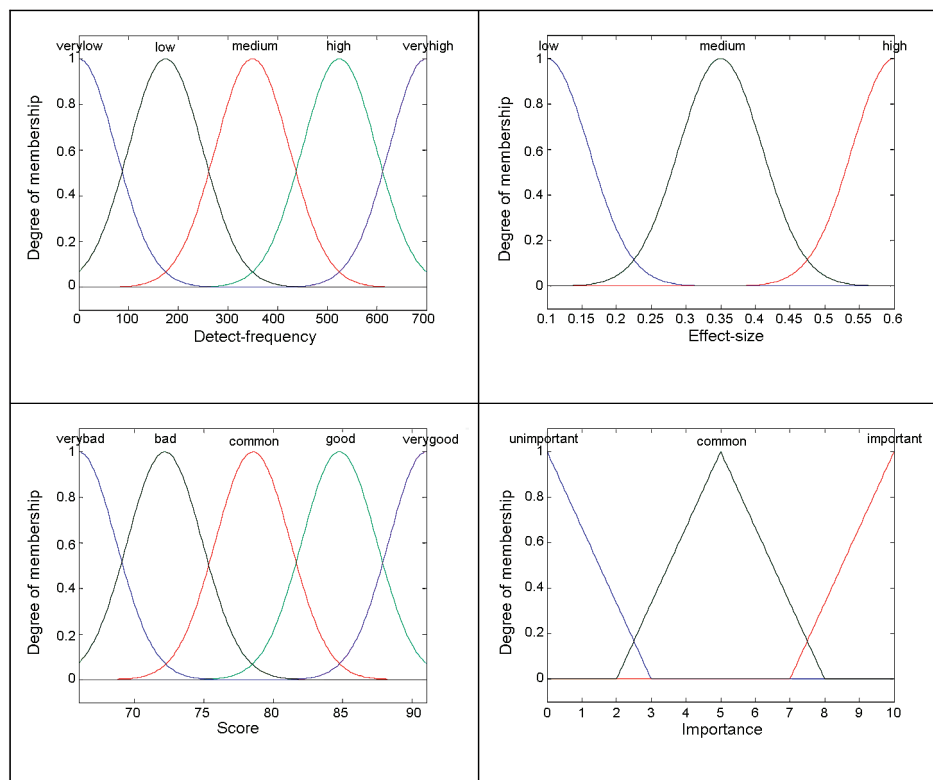 verylow low medium high veryhigh
1
0.8
0.6
0.4
0.2
0
Degree of membership
0 100 200 300 400 500 600 700
Detect-frequency
low medium high
1
0.8
0.6
0.4
0.2
0
Degree of membership
0.1 0.15 0.2 0.25 0.3 0.35 0.4 0.45 0.5 0.55 0.6
Effect-size
verybad bad common good verygood
1
0.8
0.6
0.4
0.2
0
Degree of membership
70 75 80 85 90
Score
unimportant common important
1
0.8
0.6
0.4
0.2
0
Degree of membership
0 1 2 3 4 5 6 7 8 9 10
Importance